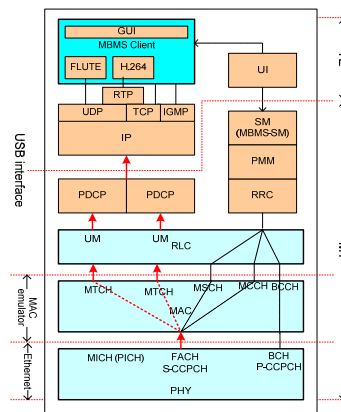 GUI
MBMS Client
FLUTE
H.264
RTP
UDP
TCP
IGMP
IP
UI
SM
(MBMS-SM)
PMM
RRC
USB interface
PDCP
PDCP
UM
UM
RLC
MTCH
MTCH
MSCH
MCCH
BCCH
MAC
MAC
emulator
Ethernet
MICH (PICH)
FACH
S-CCPCH
BCH
P-CCPCH
PHY